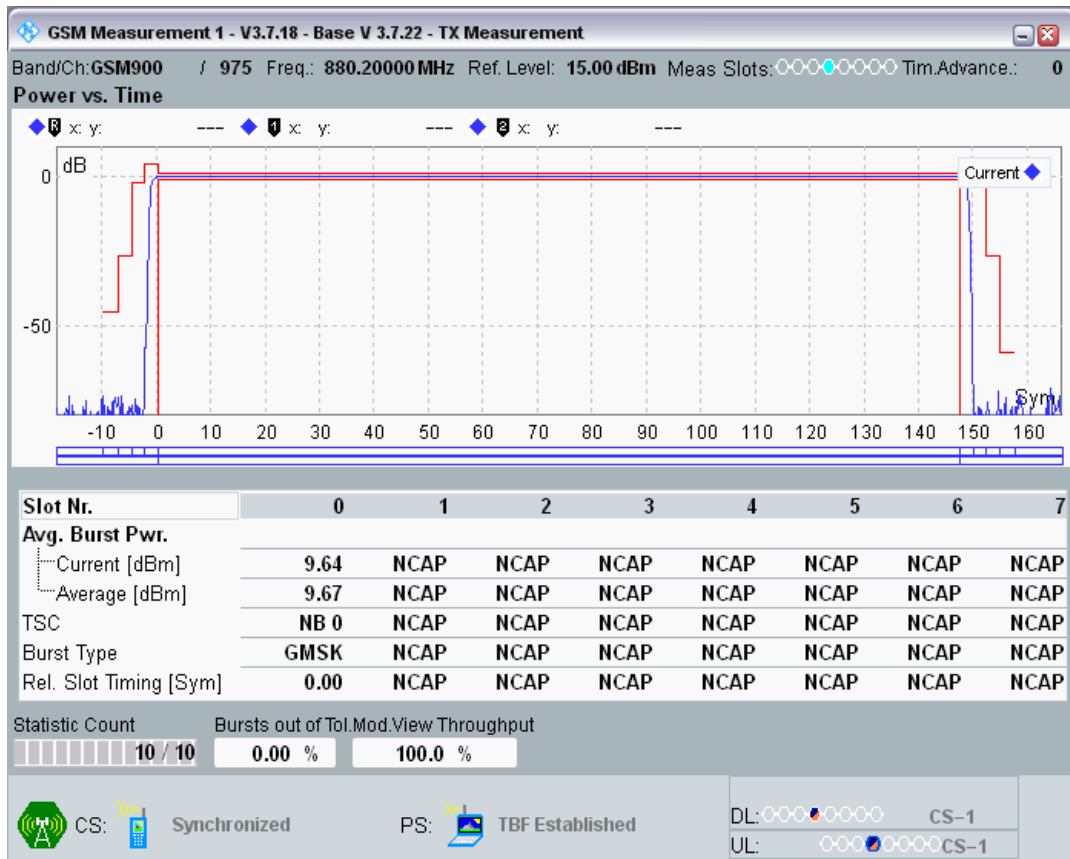 GSM Measurement 1 - V3.7.18 - Base V 3.7.22 - TX Measurement
Band/Ch:GSM900 / 975 Freq.: 880.20000 MHz Ref. Level: 15.00 dBm Meas Slots: Tim.Advance.: 0
Power vs. Time
R x: y: --- 1 x: y: --- 2 x: y: ---
dB
Current
0
-50
Sym
-10 0 10 20 30 40 50 60 70 80 90 100 110 120 130 140 150 160
Slot Nr. 0 1 2 3 4 5 6 7
Avg. Burst Pwr.
Current [dBm] 9.64 NCAP NCAP NCAP NCAP NCAP NCAP NCAP
Average [dBm] 9.67 NCAP NCAP NCAP NCAP NCAP NCAP NCAP
TSC NB 0 NCAP NCAP NCAP NCAP NCAP NCAP NCAP
Burst Type GMSK NCAP NCAP NCAP NCAP NCAP NCAP NCAP
Rel. Slot Timing [Sym] 0.00 NCAP NCAP NCAP NCAP NCAP NCAP NCAP
Statistic Count Bursts out of Tol.Mod.View Throughput
10 / 10 0.00 % 100.0 %
CS: Synchronized PS: TBF Established
DL: CS-1
UL: CS-1